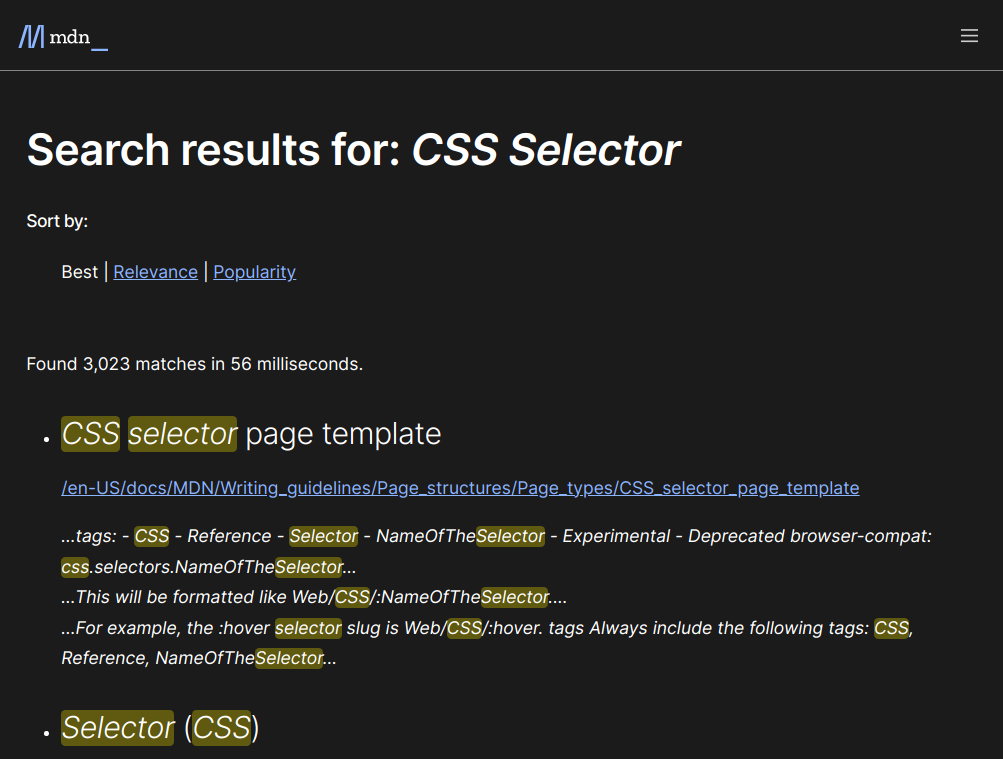 mdn_
Search results for: CSS Selector
Sort by:
Best | Relevance | Popularity
Found 3,023 matches in 56 milliseconds.
CSS selector page template
/en-US/docs/MDN/Writing_guidelines/Page_structures/Page_types/CSS_selector_page_template
…tags: - CSS - Reference - Selector - NameOfTheSelector - Experimental - Deprecated browser-compat:
css.selectors.NameOfTheSelector…
…This will be formatted like Web/CSS/:NameOfTheSelector.…
…For example, the :hover selector slug is Web/CSS/:hover. tags Always include the following tags: CSS,
Reference, NameOfTheSelector…
Selector (CSS)